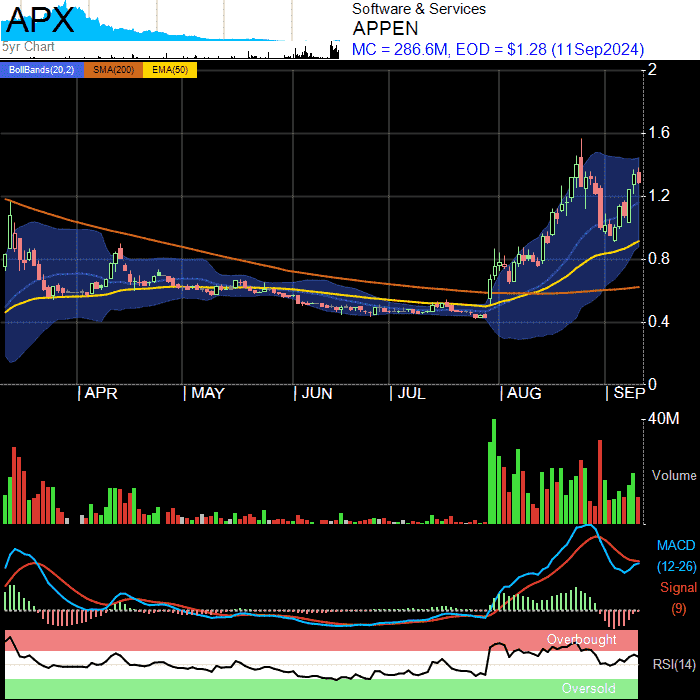 APX
5yr Chart
Software & Services
APPEN
MC = 286.6M, EOD = $1.28 (11Sep2024)
BollBands(20,2) SMA(200) EMA(50)
2
1.6
1.2
0.8
0.4
0
| APR | MAY | JUN | JUL | AUG | SEP
40M
Volume
MACD
(12-26)
Signal
(9)
Overbought
RSI(14)
Oversold